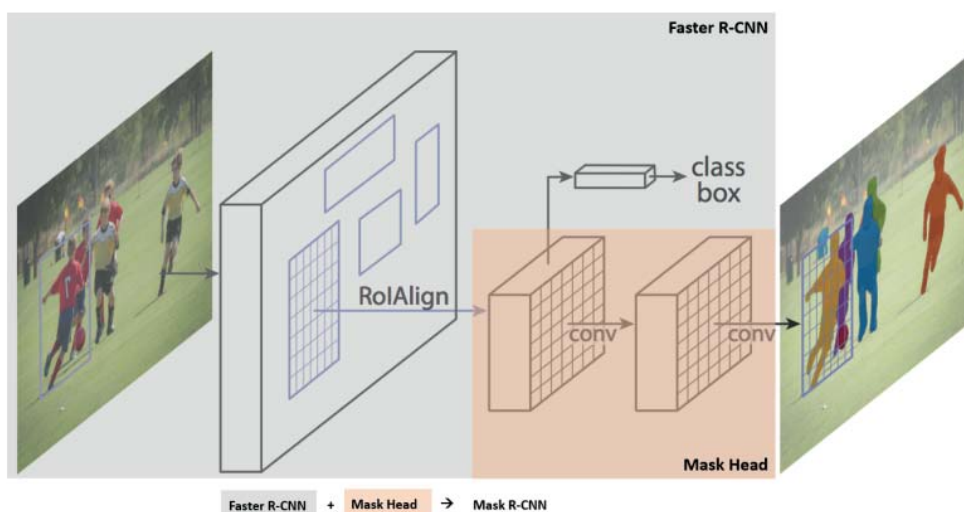 Faster R-CNN
class
box
RoIAlign
conv
conv
Mask Head
Faster R-CNN + Mask Head → Mask R-CNN